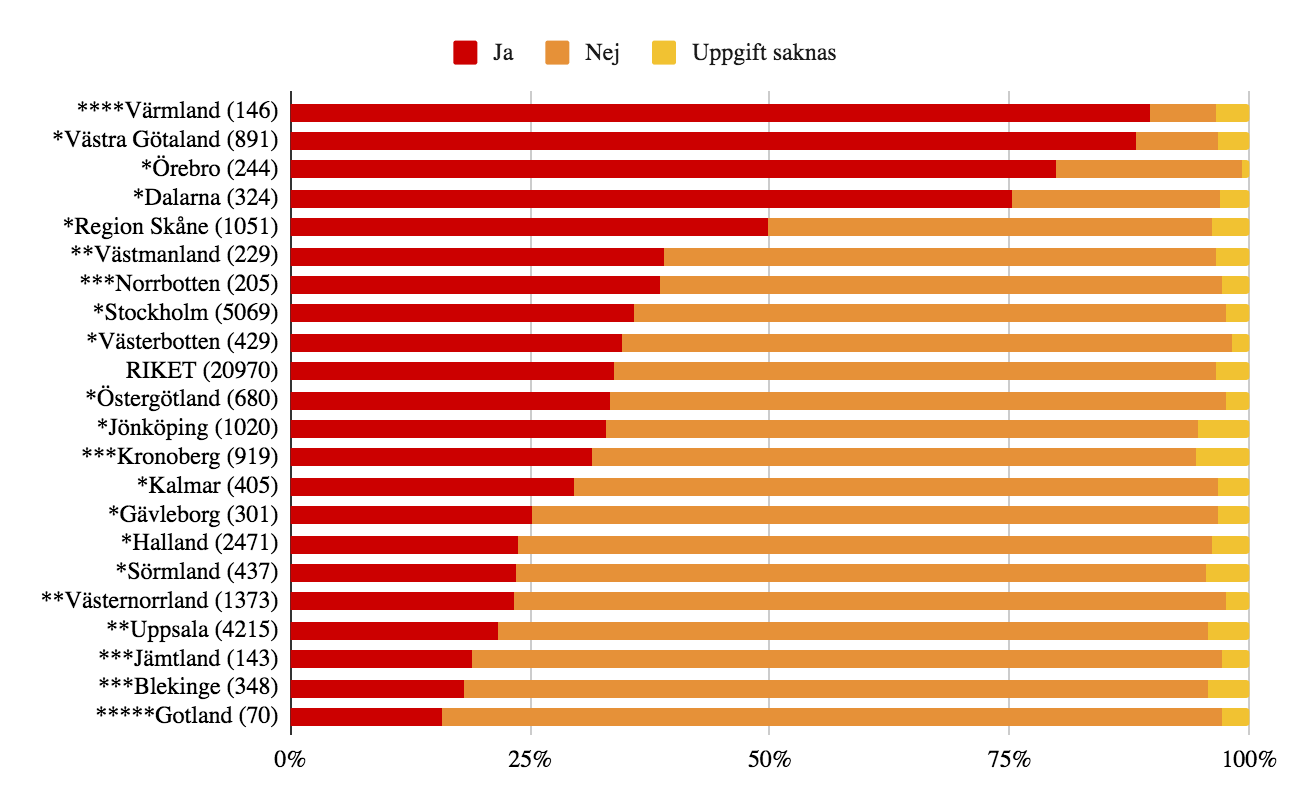 Ja Nej Uppgift saknas
****Värmland (146)
*Västra Götaland (891)
*Örebro (244)
*Dalarna (324)
*Region Skåne (1051)
**Västmanland (229)
***Norrbotten (205)
*Stockholm (5069)
*Västerbotten (429)
RIKET (20970)
*Östergötland (680)
*Jönköping (1020)
***Kronoberg (919)
*Kalmar (405)
*Gävleborg (301)
*Halland (2471)
*Sörmland (437)
**Västernorrland (1373)
**Uppsala (4215)
***Jämtland (143)
***Blekinge (348)
*****Gotland (70)
0% 25% 50% 75% 100%